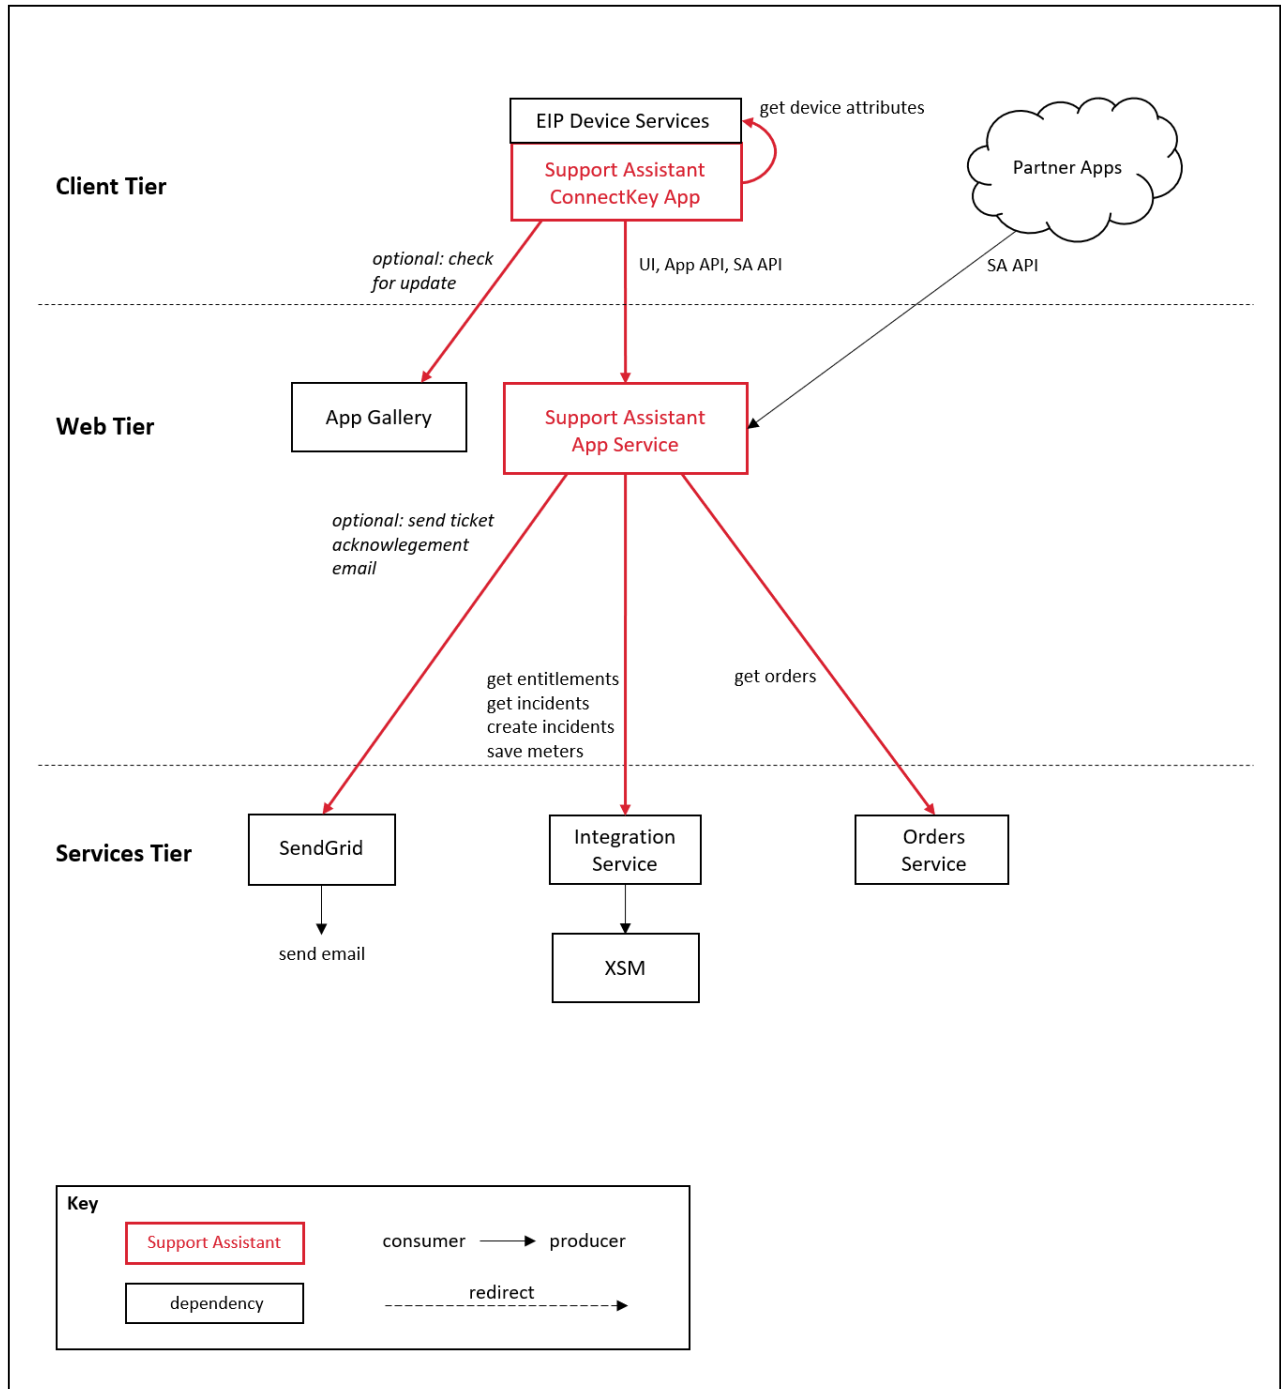 EIP Device Services
get device attributes
Support Assistant
ConnectKey App
Partner Apps
Client Tier
optional: check
for update
UI, App API, SA API
SA API
App Gallery
Support Assistant
App Service
Web Tier
optional: send ticket
acknowlegement
email
get entitlements
get incidents
create incidents
save meters
get orders
Services Tier
SendGrid
Integration
Service
Orders
Service
send email
XSM
Key
Support Assistant
consumer
producer
dependency
redirect